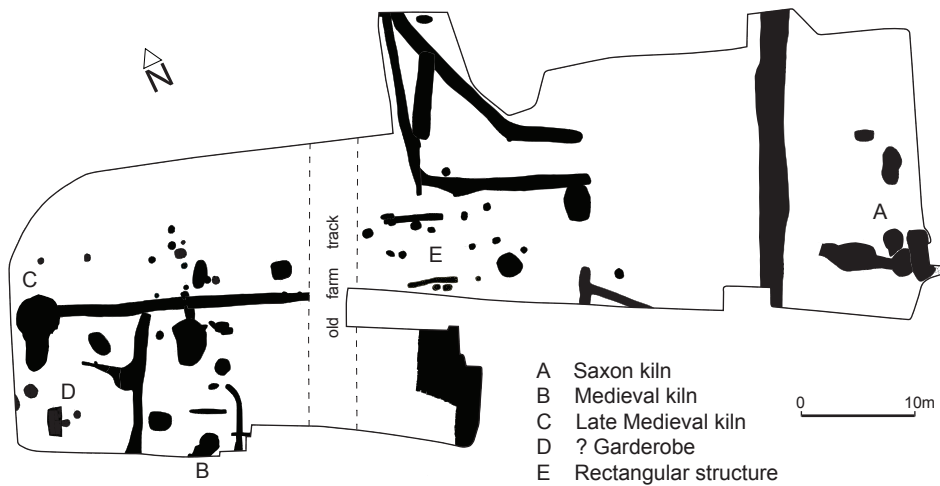 N
A
C
E
D
B
old farm track
A Saxon kiln
B Medieval kiln
C Late Medieval kiln
D ? Garderobe
E Rectangular structure
0 10m